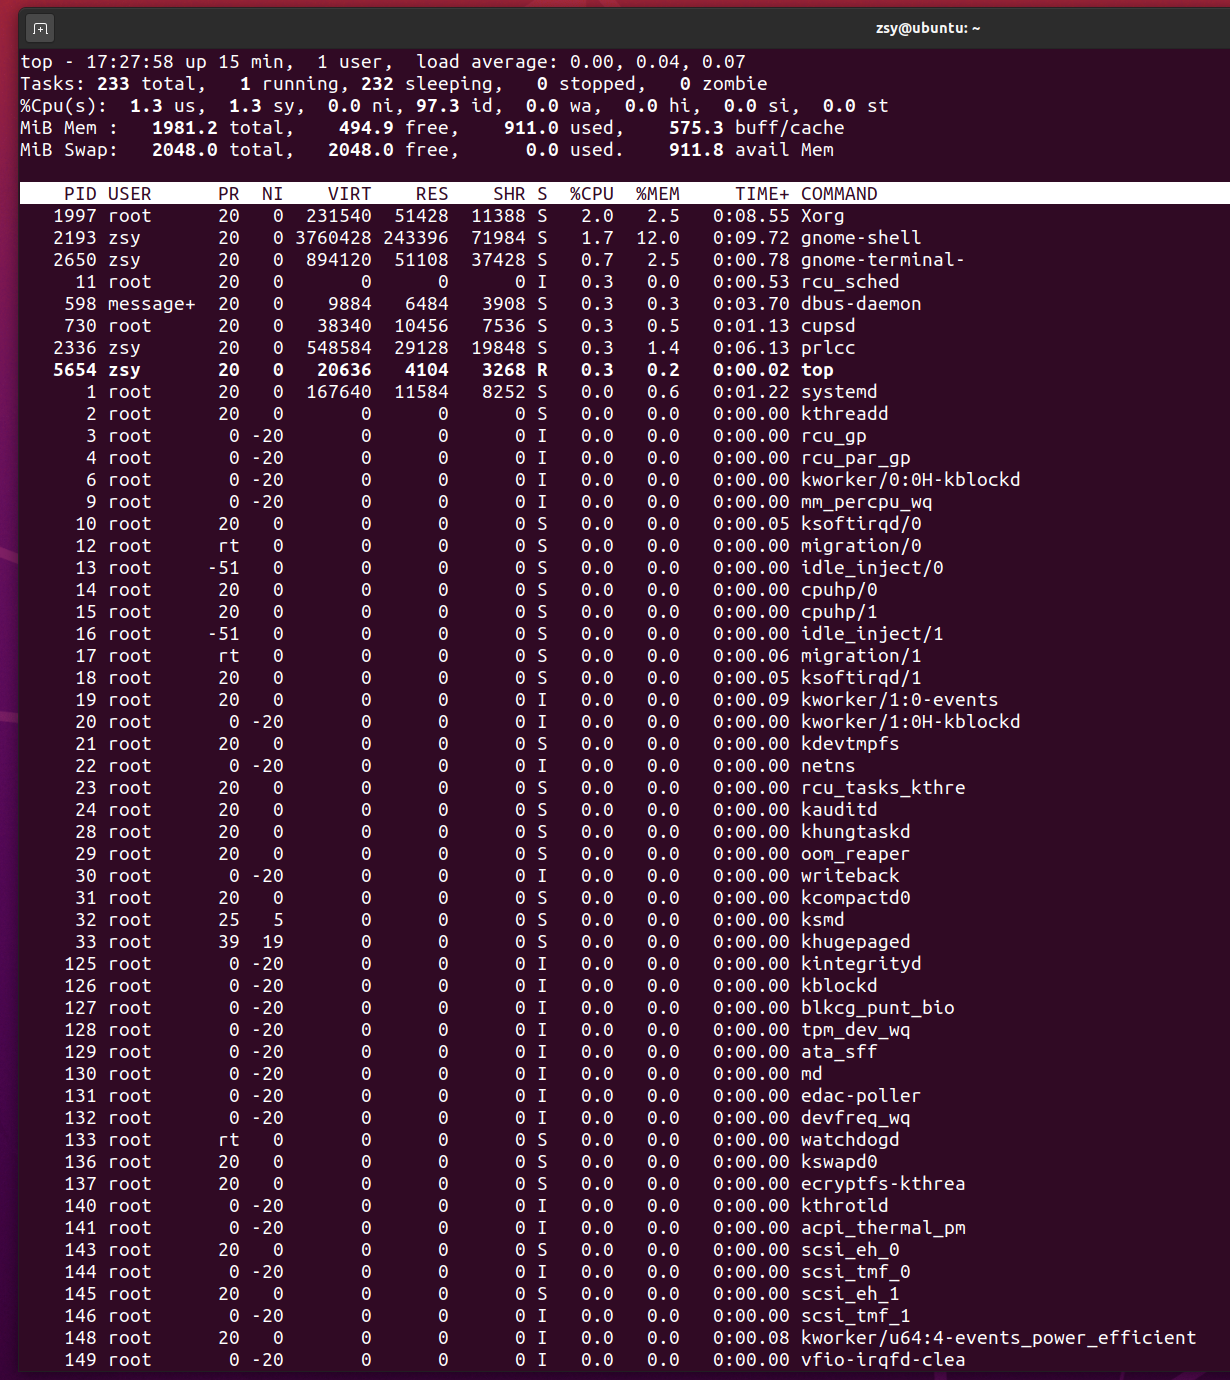 zsy@ubuntu: ~
top - 17:27:58 up 15 min,  1 user,  load average: 0.00, 0.04, 0.07
Tasks: 233 total,   1 running, 232 sleeping,   0 stopped,   0 zombie
%Cpu(s):  1.3 us,  1.3 sy,  0.0 ni, 97.3 id,  0.0 wa,  0.0 hi,  0.0 si,  0.0 st
MiB Mem :   1981.2 total,    494.9 free,    911.0 used,    575.3 buff/cache
MiB Swap:   2048.0 total,   2048.0 free,      0.0 used.    911.8 avail Mem
PID USER PR NI VIRT RES SHR S %CPU %MEM TIME+ COMMAND
1997 root 20 0 231540 51428 11388 S 2.0 2.5 0:08.55 Xorg
2193 zsy 20 0 3760428 243396 71984 S 1.7 12.0 0:09.72 gnome-shell
2650 zsy 20 0 894120 51108 37428 S 0.7 2.5 0:00.78 gnome-terminal-
11 root 20 0 0 0 0 I 0.3 0.0 0:00.53 rcu_sched
598 message+ 20 0 9884 6484 3908 S 0.3 0.3 0:03.70 dbus-daemon
730 root 20 0 38340 10456 7536 S 0.3 0.5 0:01.13 cupsd
2336 zsy 20 0 548584 29128 19848 S 0.3 1.4 0:06.13 prlcc
5654 zsy 20 0 20636 4104 3268 R 0.3 0.2 0:00.02 top
1 root 20 0 167640 11584 8252 S 0.0 0.6 0:01.22 systemd
2 root 20 0 0 0 0 S 0.0 0.0 0:00.00 kthreadd
3 root 0 -20 0 0 0 I 0.0 0.0 0:00.00 rcu_gp
4 root 0 -20 0 0 0 I 0.0 0.0 0:00.00 rcu_par_gp
6 root 0 -20 0 0 0 I 0.0 0.0 0:00.00 kworker/0:0H-kblockd
9 root 0 -20 0 0 0 I 0.0 0.0 0:00.00 mm_percpu_wq
10 root 20 0 0 0 0 S 0.0 0.0 0:00.05 ksoftirqd/0
12 root rt 0 0 0 0 S 0.0 0.0 0:00.00 migration/0
13 root -51 0 0 0 0 S 0.0 0.0 0:00.00 idle_inject/0
14 root 20 0 0 0 0 S 0.0 0.0 0:00.00 cpuhp/0
15 root 20 0 0 0 0 S 0.0 0.0 0:00.00 cpuhp/1
16 root -51 0 0 0 0 S 0.0 0.0 0:00.00 idle_inject/1
17 root rt 0 0 0 0 S 0.0 0.0 0:00.06 migration/1
18 root 20 0 0 0 0 S 0.0 0.0 0:00.05 ksoftirqd/1
19 root 20 0 0 0 0 I 0.0 0.0 0:00.09 kworker/1:0-events
20 root 0 -20 0 0 0 I 0.0 0.0 0:00.00 kworker/1:0H-kblockd
21 root 20 0 0 0 0 S 0.0 0.0 0:00.00 kdevtmpfs
22 root 0 -20 0 0 0 I 0.0 0.0 0:00.00 netns
23 root 20 0 0 0 0 S 0.0 0.0 0:00.00 rcu_tasks_kthre
24 root 20 0 0 0 0 S 0.0 0.0 0:00.00 kauditd
28 root 20 0 0 0 0 S 0.0 0.0 0:00.00 khungtaskd
29 root 20 0 0 0 0 S 0.0 0.0 0:00.00 oom_reaper
30 root 0 -20 0 0 0 I 0.0 0.0 0:00.00 writeback
31 root 20 0 0 0 0 S 0.0 0.0 0:00.00 kcompactd0
32 root 25 5 0 0 0 S 0.0 0.0 0:00.00 ksmd
33 root 39 19 0 0 0 S 0.0 0.0 0:00.00 khugepaged
125 root 0 -20 0 0 0 I 0.0 0.0 0:00.00 kintegrityd
126 root 0 -20 0 0 0 I 0.0 0.0 0:00.00 kblockd
127 root 0 -20 0 0 0 I 0.0 0.0 0:00.00 blkcg_punt_bio
128 root 0 -20 0 0 0 I 0.0 0.0 0:00.00 tpm_dev_wq
129 root 0 -20 0 0 0 I 0.0 0.0 0:00.00 ata_sff
130 root 0 -20 0 0 0 I 0.0 0.0 0:00.00 md
131 root 0 -20 0 0 0 I 0.0 0.0 0:00.00 edac-poller
132 root 0 -20 0 0 0 I 0.0 0.0 0:00.00 devfreq_wq
133 root rt 0 0 0 0 S 0.0 0.0 0:00.00 watchdogd
136 root 20 0 0 0 0 S 0.0 0.0 0:00.00 kswapd0
137 root 20 0 0 0 0 S 0.0 0.0 0:00.00 ecryptfs-kthrea
140 root 0 -20 0 0 0 I 0.0 0.0 0:00.00 kthrotld
141 root 0 -20 0 0 0 I 0.0 0.0 0:00.00 acpi_thermal_pm
143 root 20 0 0 0 0 S 0.0 0.0 0:00.00 scsi_eh_0
144 root 0 -20 0 0 0 I 0.0 0.0 0:00.00 scsi_tmf_0
145 root 20 0 0 0 0 S 0.0 0.0 0:00.00 scsi_eh_1
146 root 0 -20 0 0 0 I 0.0 0.0 0:00.00 scsi_tmf_1
148 root 20 0 0 0 0 I 0.0 0.0 0:00.08 kworker/u64:4-events_power_efficient
149 root 0 -20 0 0 0 I 0.0 0.0 0:00.00 vfio-irqfd-clea